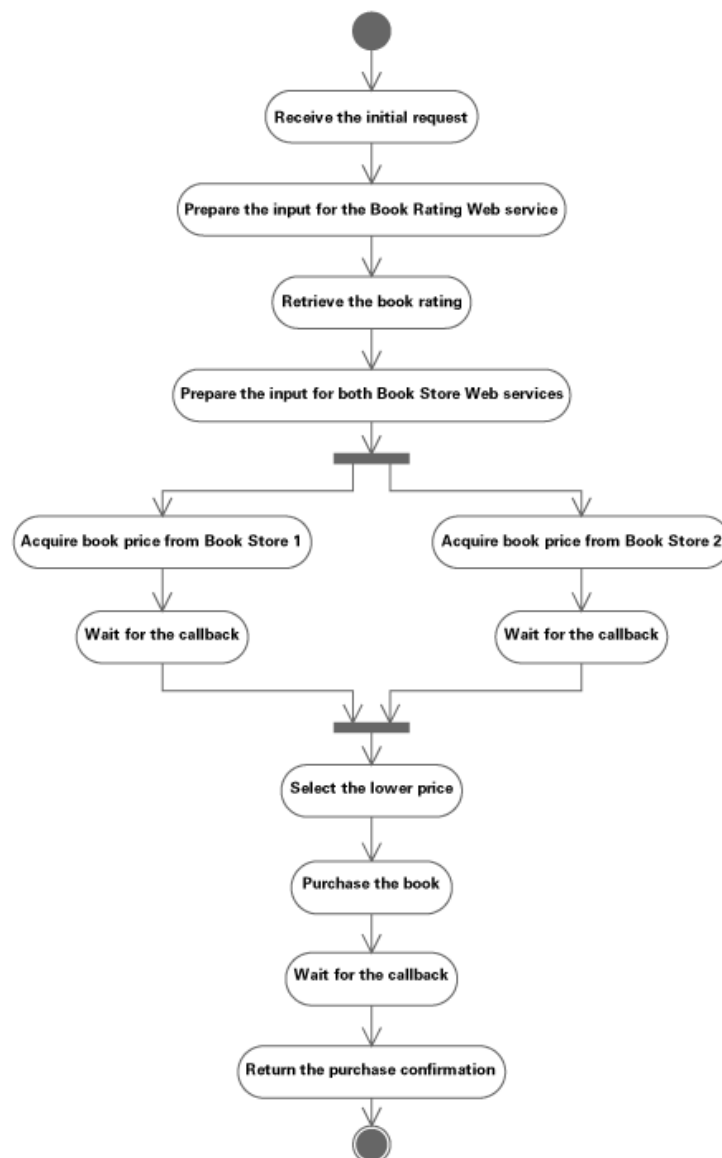 Receive the initial request
Prepare the input for the Book Rating Web service
Retrieve the book rating
Prepare the input for both Book Store Web services
Acquire book price from Book Store 1
Acquire book price from Book Store 2
Wait for the callback
Wait for the callback
Select the lower price
Purchase the book
Wait for the callback
Return the purchase confirmation